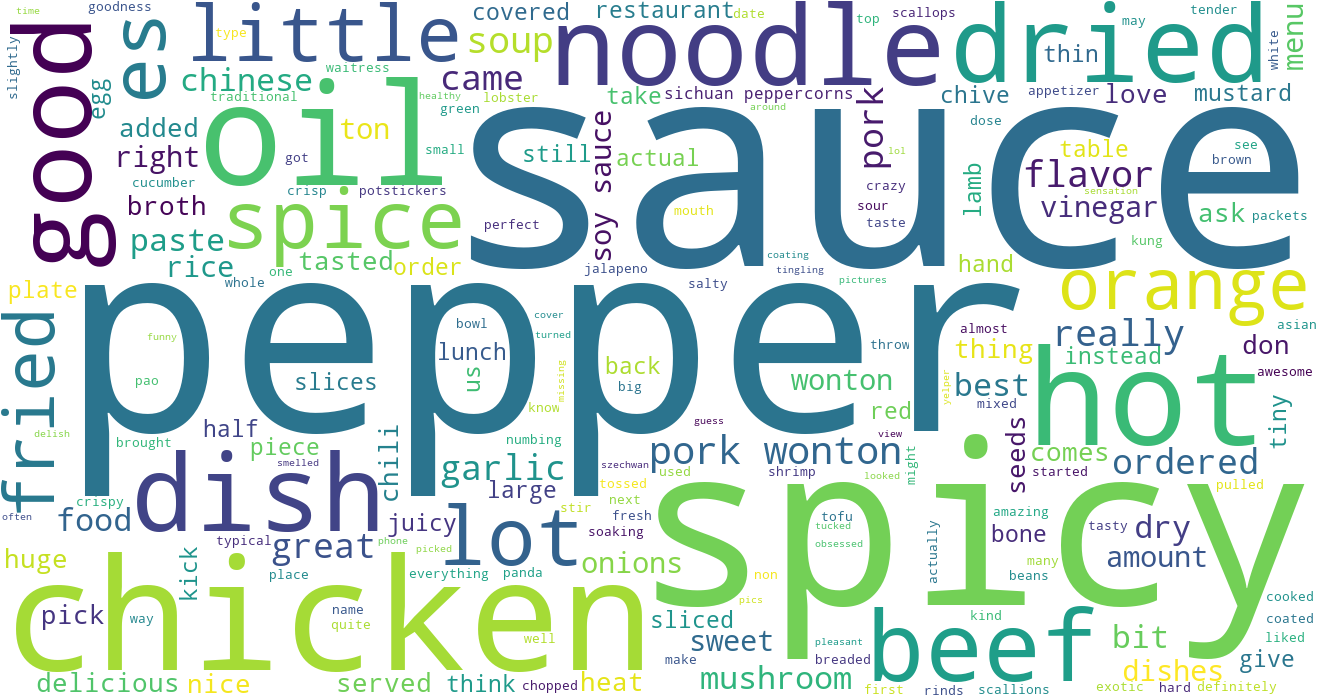 time
goodness
little
covered
restaurant
date
top
scallops
may
tender
good
es
type
soup
noodle
dried
thin
white
menu
slightly
egg
chinese
waitress
came
traditional
healthy
lobster
take
sichuan peppercorns
pork
chive
appetizer
love
mustard
added
oil
ton
green
sauce
around
dose
see
right
got
small
still
soy sauce
actual
lol
crazy
lamb
table
brown
flavor
cucumber
crisp
potstickers
sensation
broth
spice
perfect
mouth
sour
taste
vinegar
ask
packets
paste
kung
rice
tasted
order
coating
one
jalapeno
tingling
hand
plate
whole
salty
pictures
orange
pepper
fried
funny
bowl
cover
turned
almost
really
asian
lunch
throw
thing
instead
don
pao
slices
us
missing
back
big
wonton
yelper
best
hot
awesome
know
red
mixed
tiny
delish
half
guess
view
brought
piece
chili
numbing
pork wonton
seeds
comes
ordered
smelled
garlic
szechwan
used
shrimp
looked
might
started
dish
large
tossed
spicy
pulled
crispy
often
food
juicy
lot
next
stir
fresh
soaking
tofu
tucked
amazing
tasty
dry
typical
great
phone
picked
obsessed
actually
bone
huge
kick
place
everything
panda
onions
non
many
beans
amount
chicken
pick
way
name
quite
well
pics
sliced
kind
cooked
coated
liked
sweet
pleasant
beef
bit
make
breaded
give
delicious
nice
served
think
chopped
heat
mushroom
first
rinds
scallions
dishes
exotic
hard
definitely